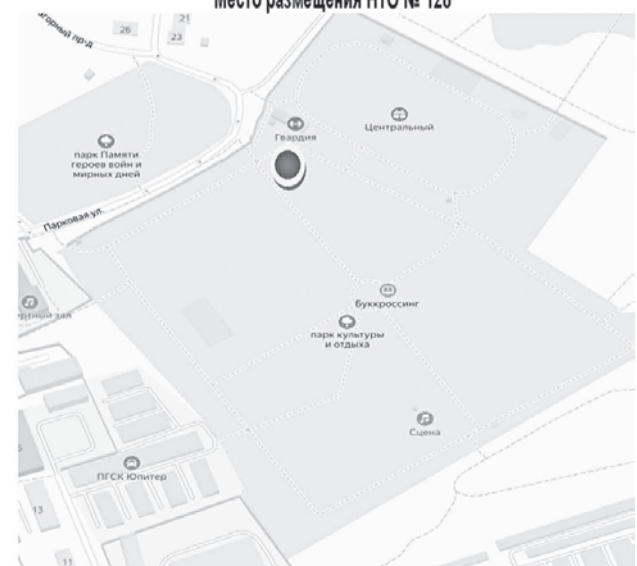 Место размещения НТО № 128
21
26
23
Гвардия
Центральный
парк Памяти
героев войн и
мирных дней
Парковая ул.
Буккроссинг
парк культуры
и отдыха
Сцена
ПГСК Юпитер
13
11